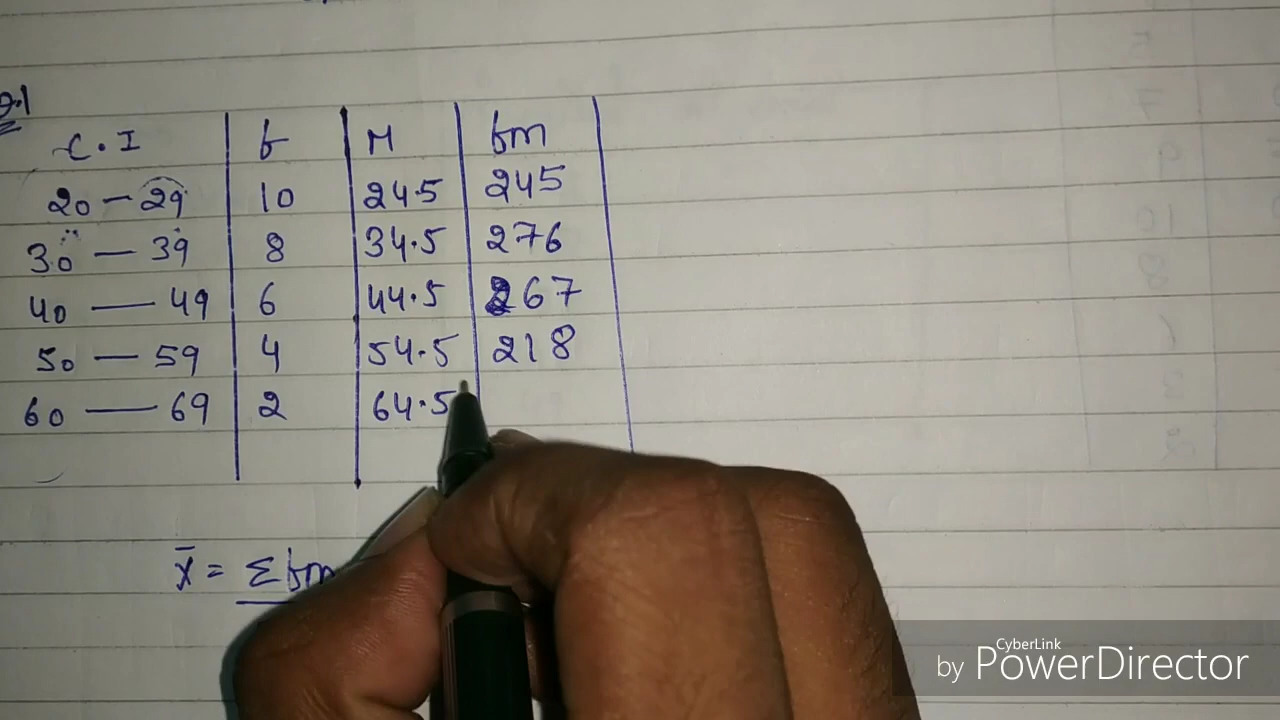 Q.1
C.I f M fm
20 - 29 10 24.5 245
30 - 39 8 34.5 276
40 - 49 6 44.5 267
50 - 59 4 54.5 218
60 - 69 2 64.5
X̄ = Σfm
CyberLink
by PowerDirector